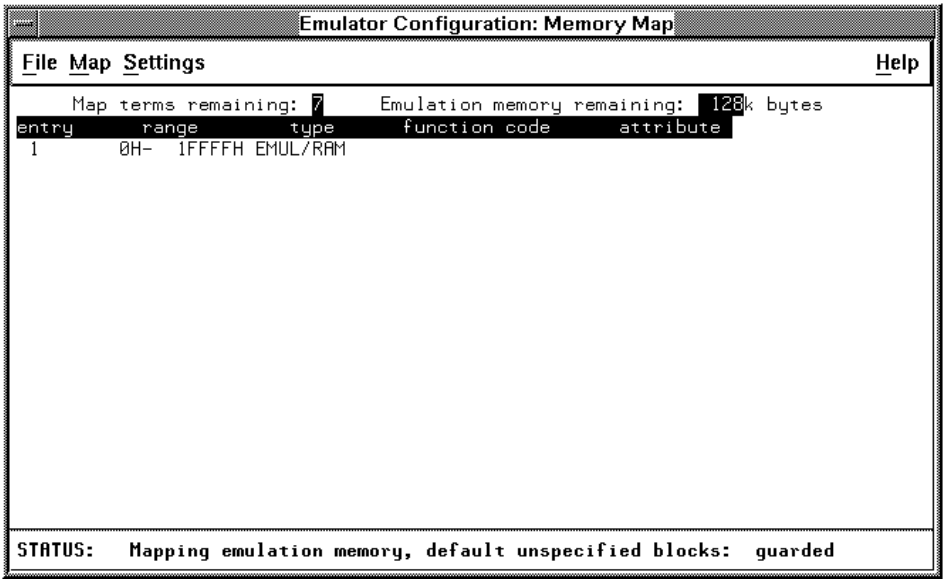 Emulator Configuration: Memory Map
File Map Settings Help
Map terms remaining: 7 Emulation memory remaining: 128k bytes
entry range type function code attribute
1 0H- 1FFFFH EMUL/RAM
STATUS: Mapping emulation memory, default unspecified blocks: guarded